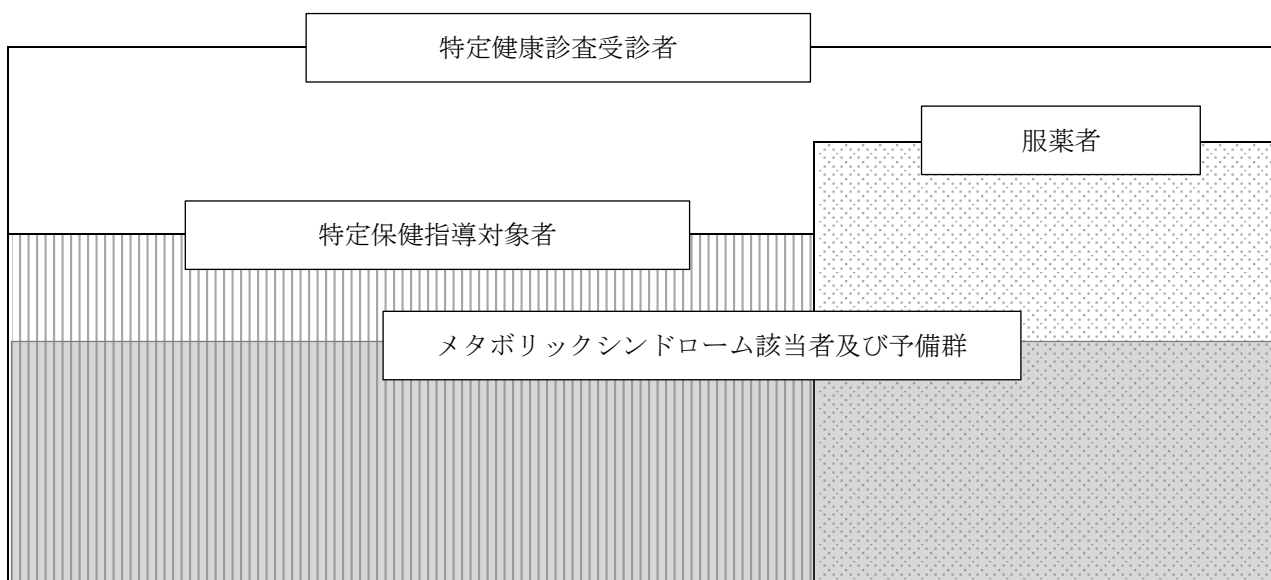 特定健康診査受診者
服薬者
特定保健指導対象者
メタボリックシンドローム該当者及び予備群